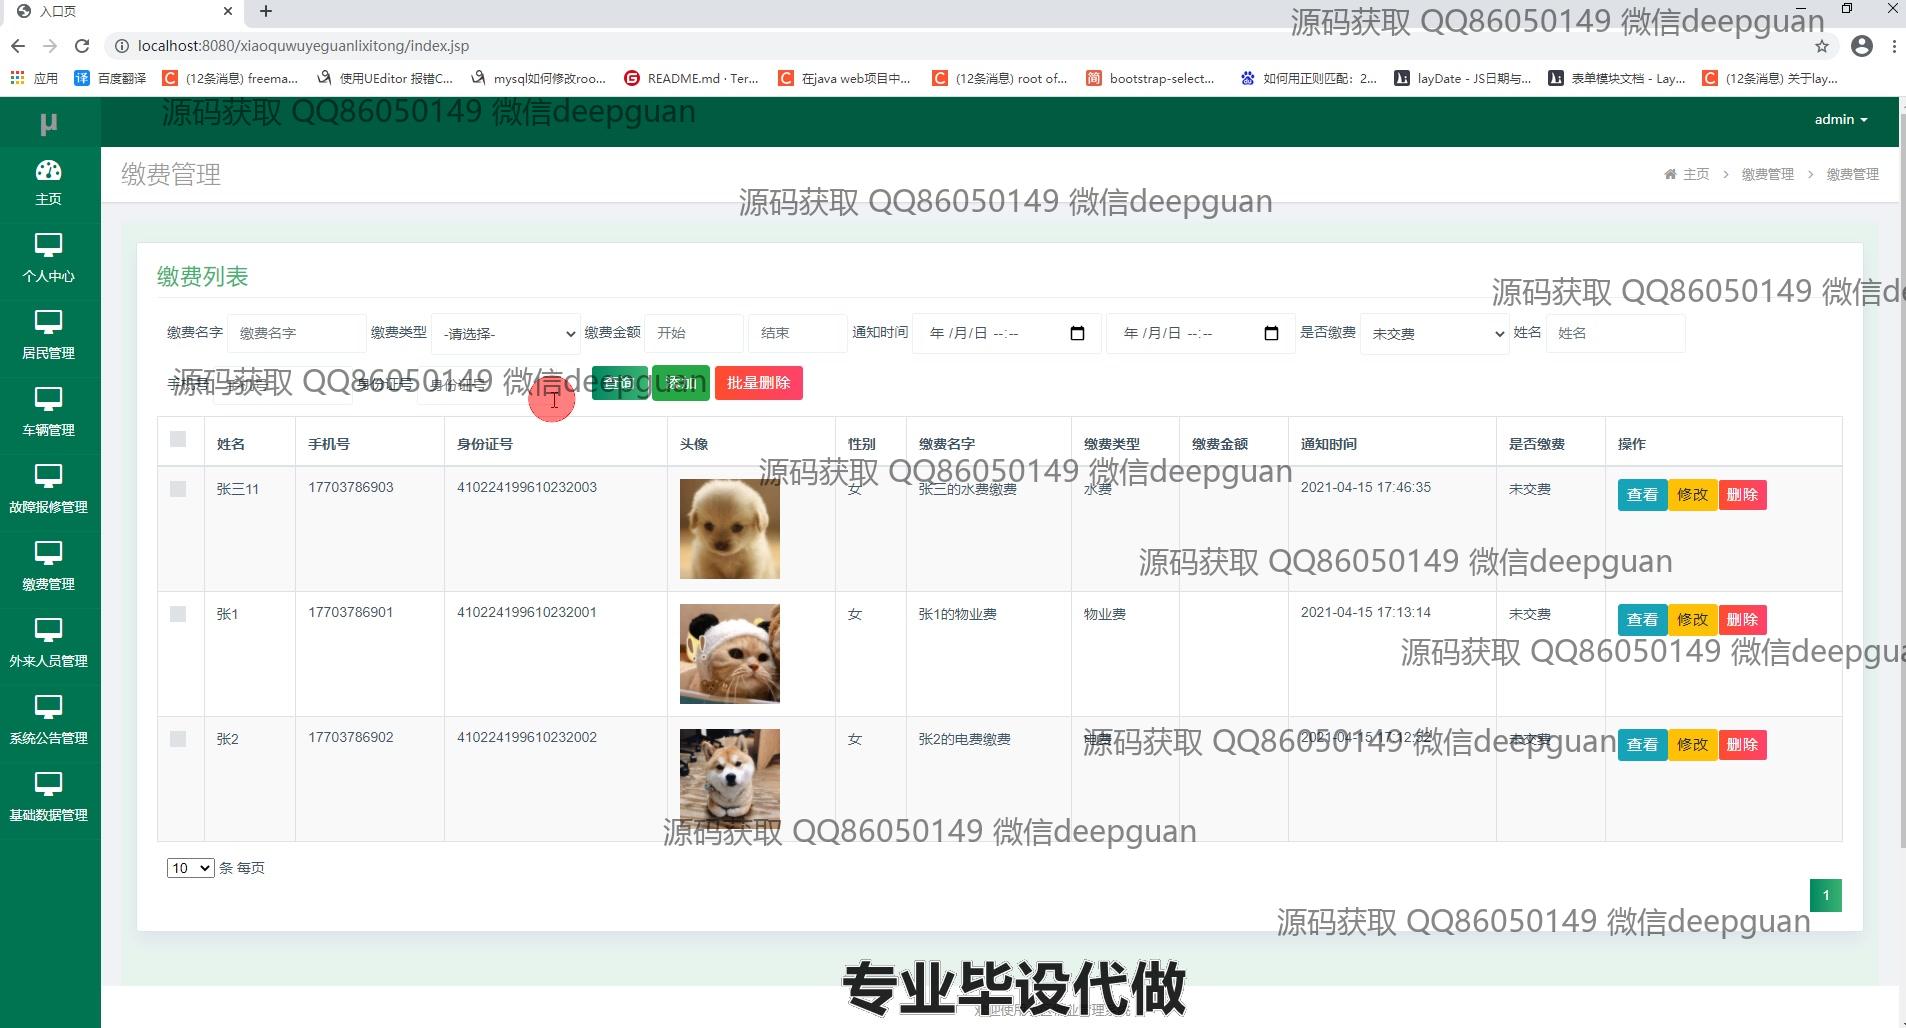 入口页
源码获取 QQ86050149 微信deepguan
localhost:8080/xiaoquwuyeguanlixitong/index.jsp
应用 百度翻译 (12条消息) freema... 使用UEditor 报错C... mysql如何修改roo... README.md · Ter... 在java web项目中... (12条消息) root of... bootstrap-select... 如何用正则匹配：2... layDate - JS日期与... 表单模块文档 - Lay... (12条消息) 关于lay...
μ
源码获取 QQ86050149 微信deepguan
admin
主页
个人中心
居民管理
车辆管理
故障报修管理
缴费管理
外来人员管理
系统公告管理
基础数据管理
缴费管理
主页 > 缴费管理 > 缴费管理
源码获取 QQ86050149 微信deepguan
缴费列表
源码获取 QQ86050149 微信de
缴费名字 缴费名字 缴费类型 -请选择- 缴费金额 开始 结束 通知时间 年 /月/日 --:-- 年 /月/日 --:-- 是否缴费 未交费 姓名 姓名
手机号 手机号 身份证号 身份证号 查询 添加 批量删除
源码获取 QQ86050149 微信deepguan
姓名 手机号 身份证号 头像 性别 缴费名字 缴费类型 缴费金额 通知时间 是否缴费 操作
源码获取 QQ86050149 微信deepguan
张三11 17703786903 410224199610232003 女 张三的水费缴费 水费 2021-04-15 17:46:35 未交费 查看 修改 删除
源码获取 QQ86050149 微信deepguan
张1 17703786901 410224199610232001 女 张1的物业费 物业费 2021-04-15 17:13:14 未交费 查看 修改 删除
源码获取 QQ86050149 微信deepgua
张2 17703786902 410224199610232002 女 张2的电费缴费 电费 2021-04-15 17:12:52 未交费 查看 修改 删除
源码获取 QQ86050149 微信deepguan
源码获取 QQ86050149 微信deepguan
10 条 每页
1
源码获取 QQ86050149 微信deepguan
专业毕设代做